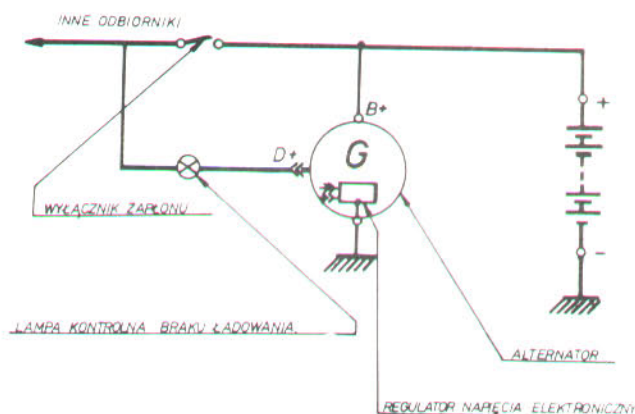 INNE ODBIORNIKI
B+
+
D+
G
WYŁĄCZNIK ZAPŁONU
-
LAMPA KONTROLNA BRAKU ŁADOWANIA
ALTERNATOR
REGULATOR NAPIĘCIA ELEKTRONICZNY